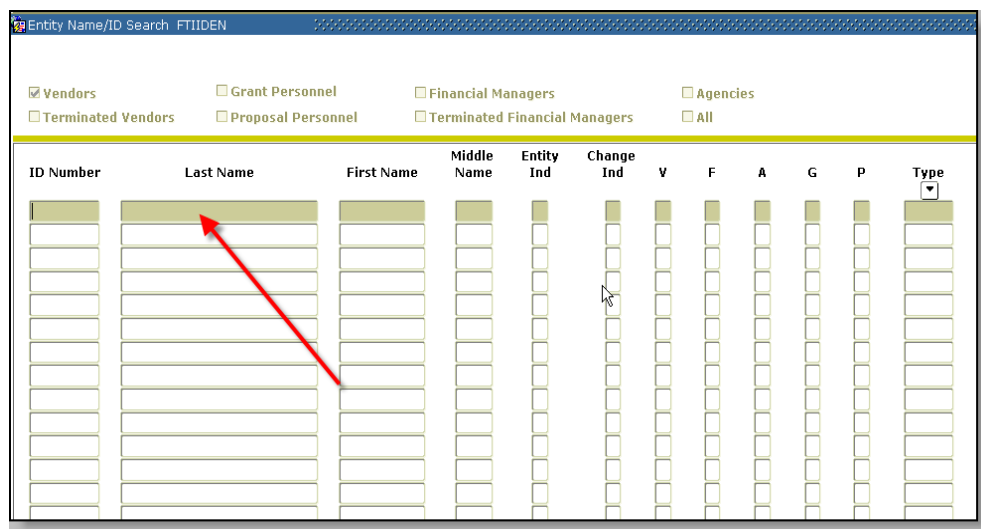 Entity Name/ID Search FTIIDEN
Vendors Grant Personnel Financial Managers Agencies
Terminated Vendors Proposal Personnel Terminated Financial Managers All
Middle Entity Change
ID Number Last Name First Name Name Ind Ind V F A G P Type